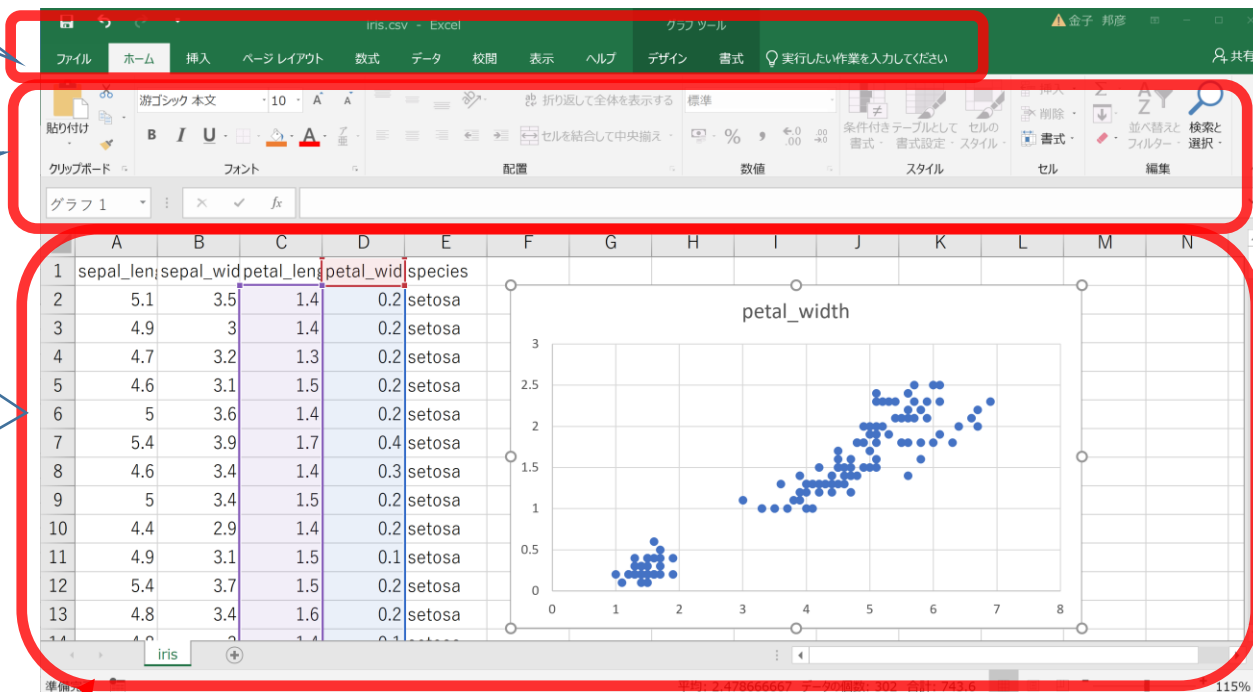 iris.csv - Excel
グラフ ツール
金子 邦彦
ファイル ホーム 挿入 ページ レイアウト 数式 データ 校閲 表示 ヘルプ デザイン 書式 実行したい作業を入力してください 共有
游ゴシック 本文 10 A A
ab 折り返して全体を表示する
標準
挿入
貼り付け
B I U A
セルを結合して中央揃え
% , .0 .00
条件付き 書式
テーブルとして 書式設定
セルの スタイル
削除
書式
並べ替えと フィルター
検索と 選択
クリップボード フォント 配置 数値 スタイル セル 編集
グラフ 1 fx
A B C D E F G H I J K L M N
1 sepal_len sepal_wid petal_leng petal_wid species
2 5.1 3.5 1.4 0.2 setosa
3 4.9 3 1.4 0.2 setosa
4 4.7 3.2 1.3 0.2 setosa
5 4.6 3.1 1.5 0.2 setosa
6 5 3.6 1.4 0.2 setosa
7 5.4 3.9 1.7 0.4 setosa
8 4.6 3.4 1.4 0.3 setosa
9 5 3.4 1.5 0.2 setosa
10 4.4 2.9 1.4 0.2 setosa
11 4.9 3.1 1.5 0.1 setosa
12 5.4 3.7 1.5 0.2 setosa
13 4.8 3.4 1.6 0.2 setosa
petal_width
3
2.5
2
1.5
1
0.5
0
0 1 2 3 4 5 6 7 8
iris
平均: 2.478666667 データの個数: 302 合計: 743.6 115%